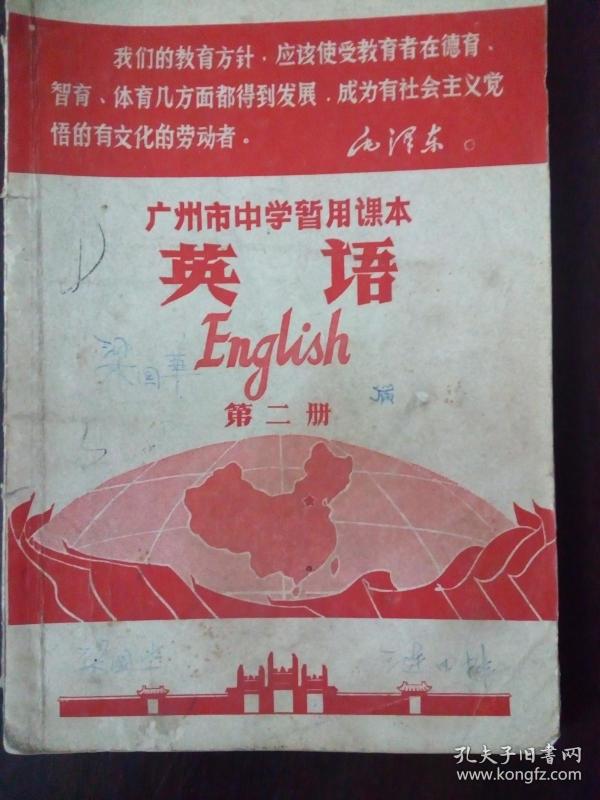 我们的教育方针，应该使受教育者在德育、
智育、体育几方面都得到发展，成为有社会主义觉
悟的有文化的劳动者。
毛泽东
广州市中学暂用课本
英语
English
梁国華
第二册
孔夫子旧书网
www.kongfz.com